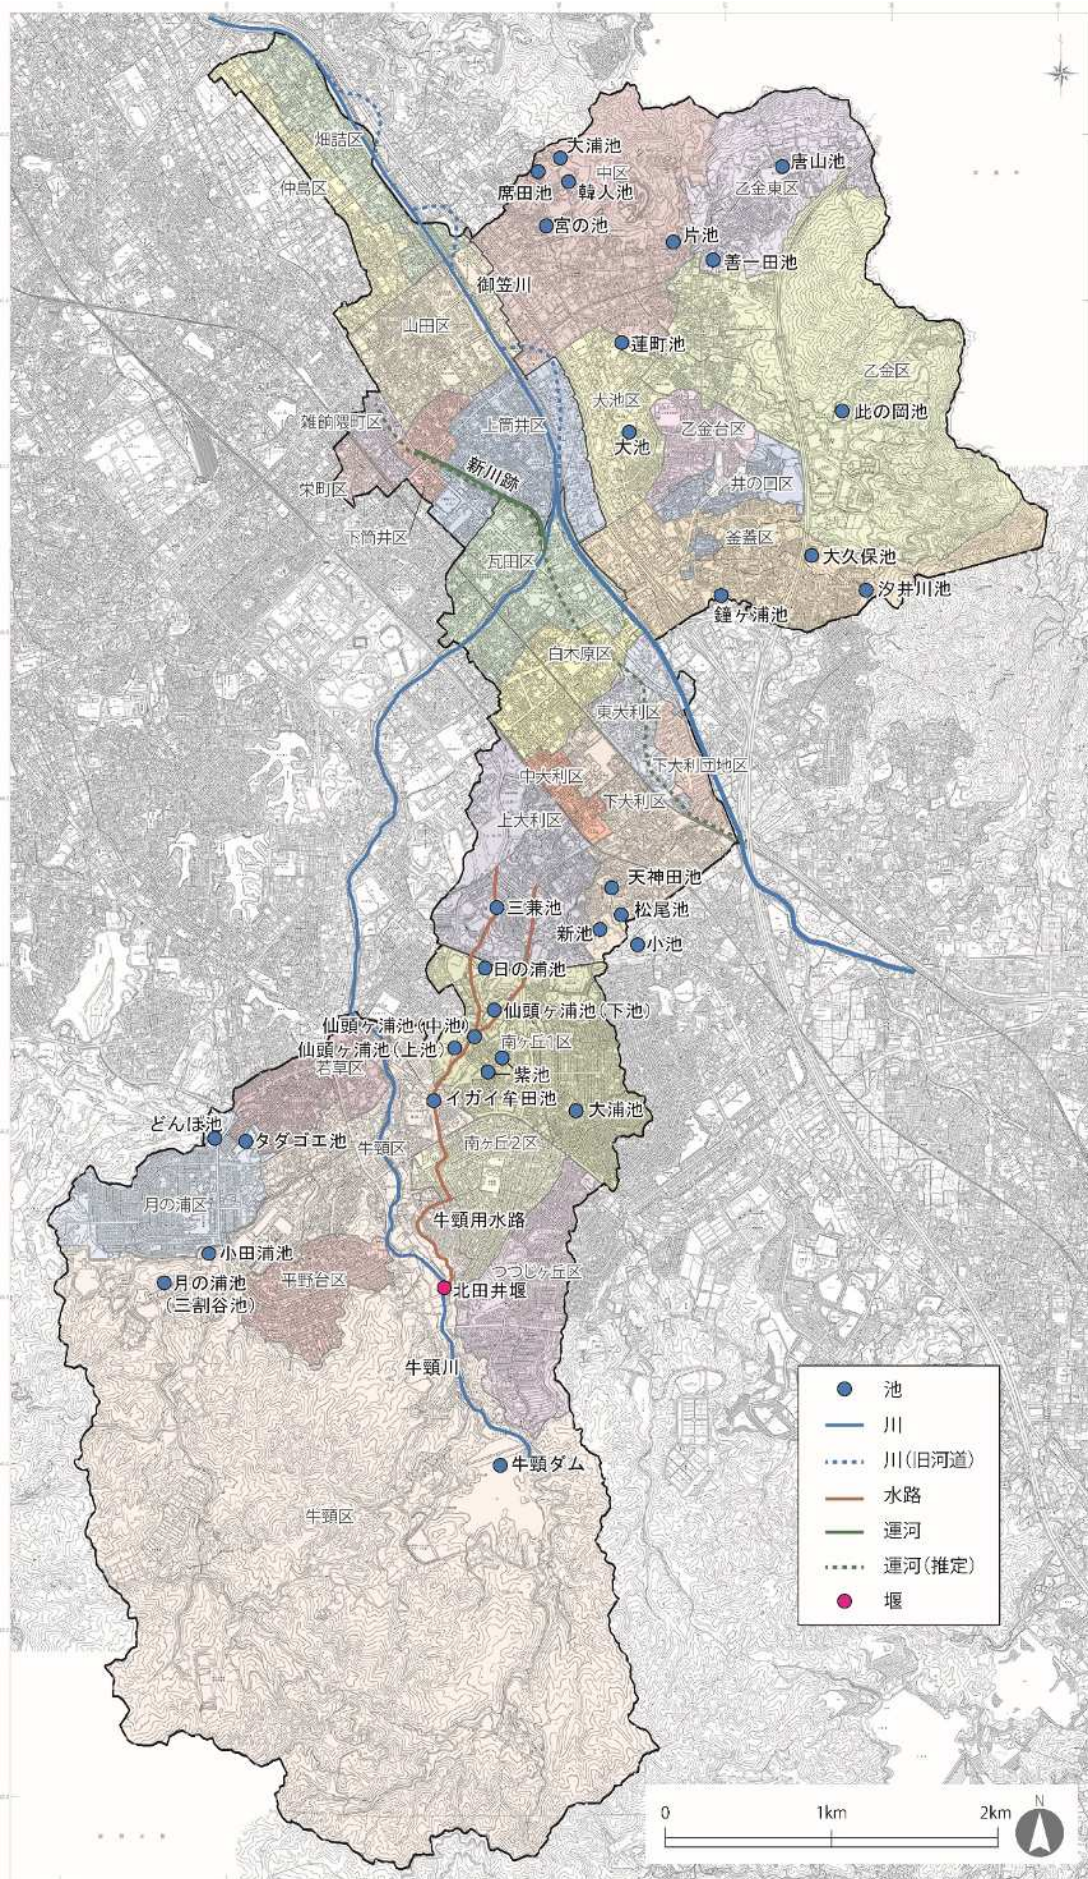 畑詰区
仲島区
大浦池
中区
席田池
韓人池
唐山池
乙金東区
宮の池
片池
善一田池
御笠川
山田区
蓮町池
乙金区
大池区
此の岡池
雑餉隈町区
上筒井区
乙金台区
大池
新川跡
井の口区
栄町区
下筒井区
釜蓋区
瓦田区
大久保池
汐井川池
鐘ヶ浦池
白木原区
東大利区
下大利団地区
中大利区
下大利区
上大利区
天神田池
三兼池
松尾池
新池
小池
日の浦池
仙頭ヶ浦池(下池)
仙頭ヶ浦池(中池)
南ヶ丘1区
仙頭ヶ浦池(上池)
若草区
紫池
イガイ牟田池
大浦池
どんぽ池
タダゴエ池
牛頸区
南ヶ丘2区
月の浦区
牛頸用水路
小田浦池
つつじヶ丘区
平野台区
月の浦池
(三割谷池)
北田井堰
牛頸川
牛頸ダム
牛頸区
池
川
川(旧河道)
水路
運河
運河(推定)
堰
0 1km 2km
N